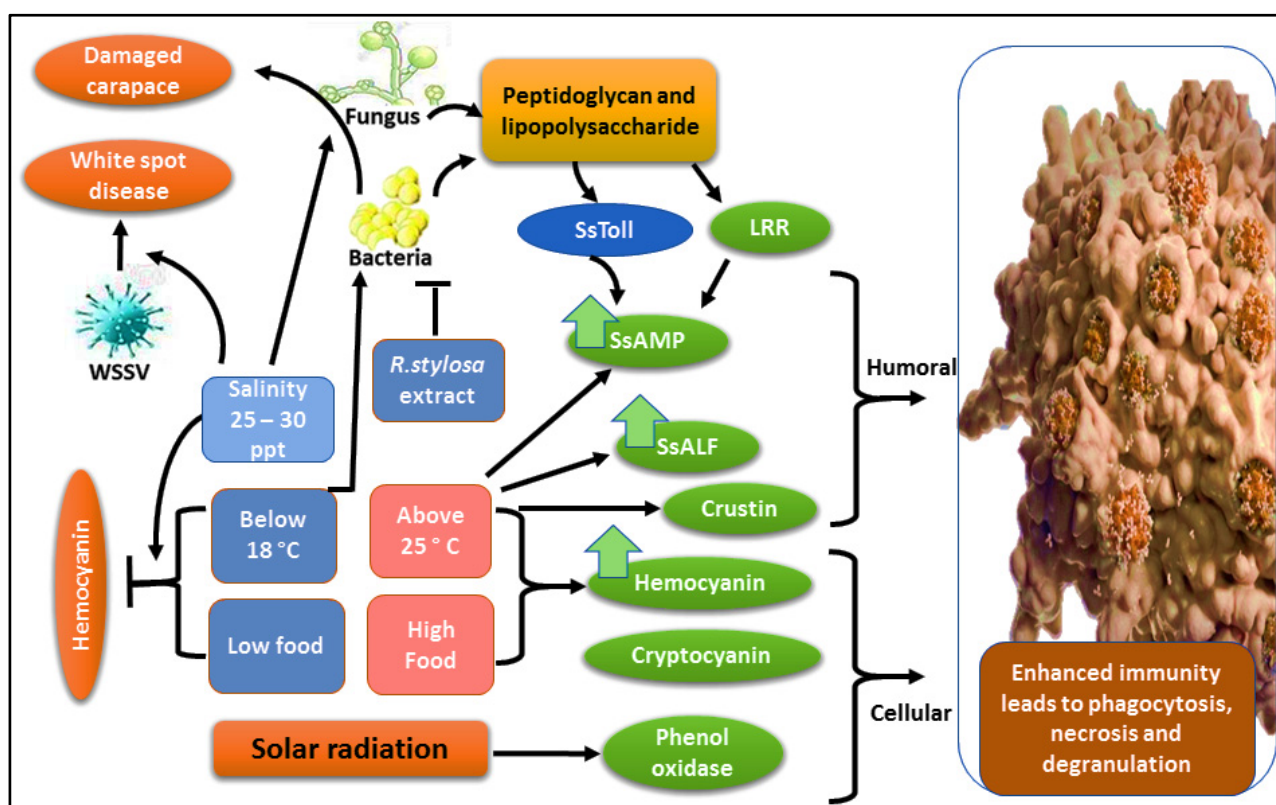 Damaged
carapace
Fungus
Peptidoglycan and
lipopolysaccharide
White spot
disease
SsToll
LRR
Bacteria
WSSV
SsAMP
R.stylosa
extract
Humoral
Salinity
25 – 30
ppt
SsALF
Crustin
Below
18 °C
Above
25 ° C
Hemocyanin
Hemocyanin
Low food
High
Food
Cryptocyanin
Enhanced immunity
leads to phagocytosis,
necrosis and
degranulation
Cellular
Solar radiation
Phenol
oxidase